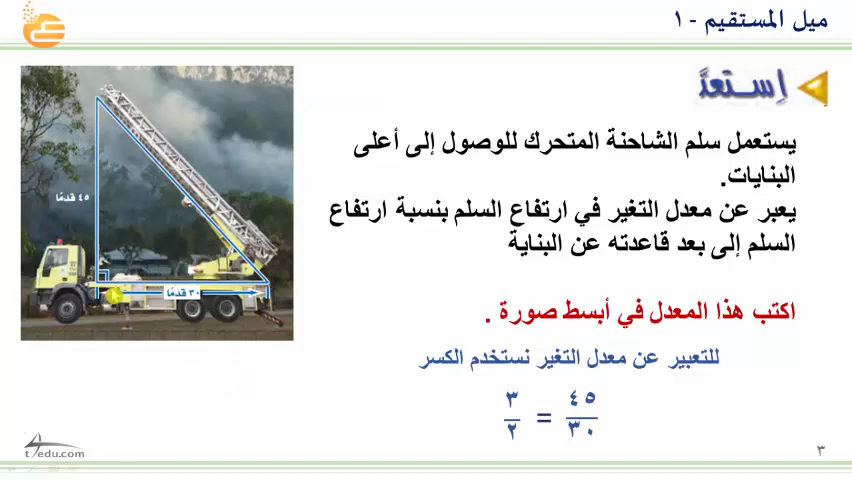 ميل المستقيم - ١
اِستعدَّ
يستعمل سلم الشاحنة المتحرك للوصول إلى أعلى
البنايات.
يعبر عن معدل التغير في ارتفاع السلم بنسبة ارتفاع
السلم إلى بعد قاعدته عن البناية
٤٥ قدمًا
٣٠ قدمًا
اكتب هذا المعدل في أبسط صورة .
للتعبير عن معدل التغير نستخدم الكسر
٤٥/٣٠ = ٣/٢
t4edu.com
٣